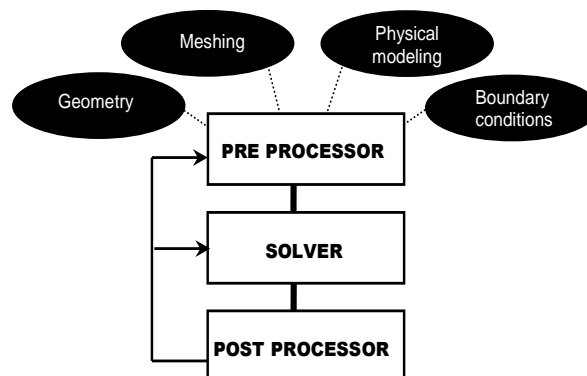 Meshing
Physical
modeling
Geometry
Boundary
conditions
PRE PROCESSOR
SOLVER
POST PROCESSOR